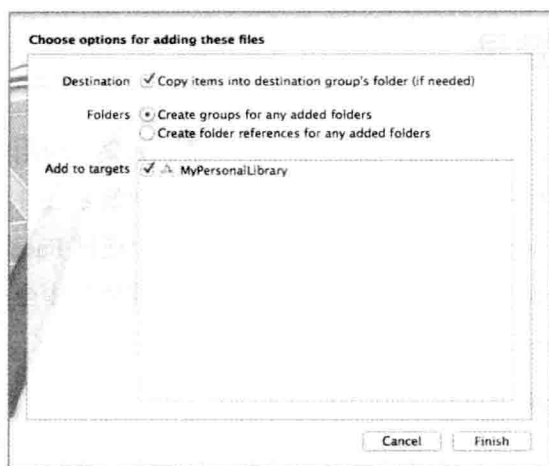 Choose options for adding these files
Destination Copy items into destination group's folder (if needed)
Folders Create groups for any added folders
Create folder references for any added folders
Add to targets MyPersonalLibrary
Cancel Finish